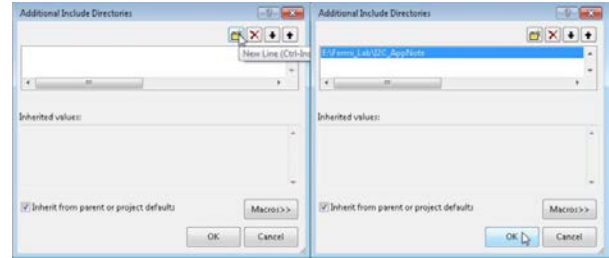 Additional Include Directories
New Line (Ctrl-Ins
Inherited values:
Inherit from parent or project defaults
Macros>>
OK
Cancel
Additional Include Directories
E:\Famro_Lab\I2C_AppNote
Inherited values:
Inherit from parent or project defaults
Macros>>
OK
Cancel